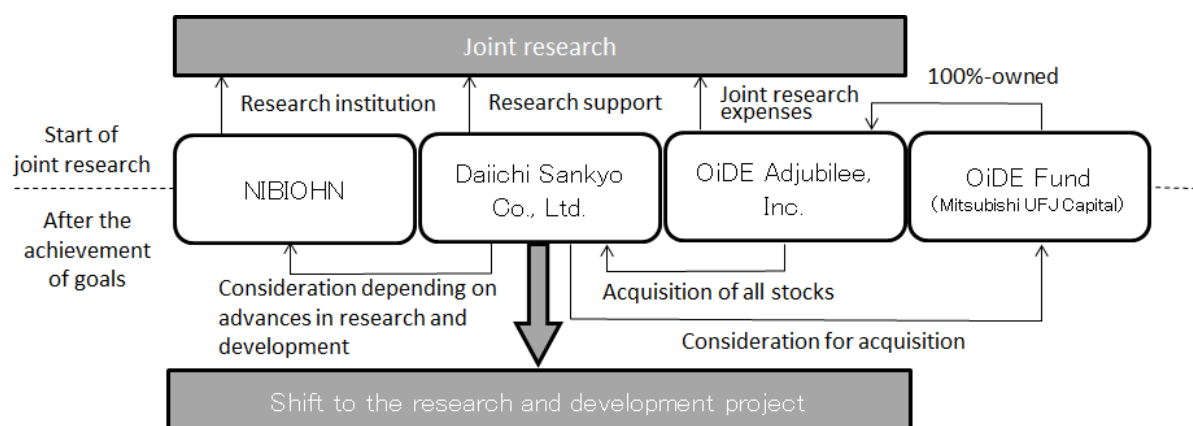 Joint research
100%-owned
Research institution
Research support
Joint research
expenses
Start of
joint research
NIBIOHN
Daiichi Sankyo
Co., Ltd.
OiDE Adjubilee,
Inc.
OiDE Fund
(Mitsubishi UFJ Capital)
After the
achievement
of goals
Consideration depending on
advances in research and
development
Acquisition of all stocks
Consideration for acquisition
Shift to the research and development project